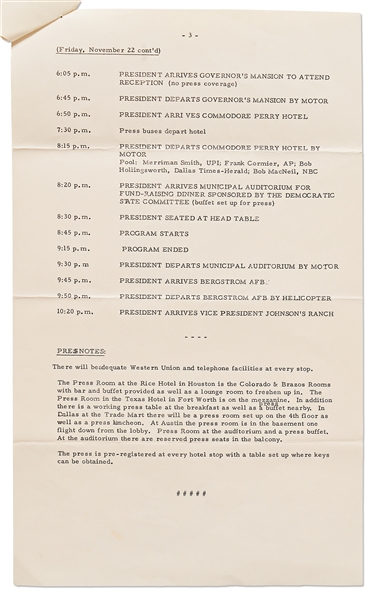 - 3 -
(Friday, November 22 cont'd)
6:05 p.m. PRESIDENT ARRIVES GOVERNOR'S MANSION TO ATTEND
RECEPTION (no press coverage)
6:45 p.m. PRESIDENT DEPARTS GOVERNOR'S MANSION BY MOTOR
6:50 p.m. PRESIDENT ARRIVES COMMODORE PERRY HOTEL
7:30 p.m. Press buses depart hotel
8:15 p.m. PRESIDENT DEPARTS COMMODORE PERRY HOTEL BY
MOTOR
Pool: Merriman Smith, UPI; Frank Cormier, AP; Bob
Hollingsworth, Dallas Times-Herald; Bob MacNeil, NBC
8:20 p.m. PRESIDENT ARRIVES MUNICIPAL AUDITORIUM FOR
FUND-RAISING DINNER SPONSORED BY THE DEMOCRATIC
STATE COMMITTEE (buffet set up for press)
8:30 p.m. PRESIDENT SEATED AT HEAD TABLE
8:45 p.m. PROGRAM STARTS
9:15 p.m. PROGRAM ENDED
9:30 p.m PRESIDENT DEPARTS MUNICIPAL AUDITORIUM BY MOTOR
9:45 p.m. PRESIDENT ARRIVES BERGSTROM AFB.
9:50 p.m. PRESIDENT DEPARTS BERGSTROM AFB BY HELICOPTER
10:20 p.m. PRESIDENT ARRIVES VICE PRESIDENT JOHNSON'S RANCH
- - - -
PRESSNOTES:
There will beadequate Western Union and telephone facilities at every stop.
The Press Room at the Rice Hotel in Houston is the Colorado & Brazos Rooms
with bar and buffet provided as well as a lounge room to freshen up in. The
Press Room in the Texas Hotel in Fort Worth is on the mezzanine. In addition
press
there is a working press table at the breakfast as well as a buffet nearby. In
Dallas at the Trade Mart there will be a press room set up on the 4th floor as
well as a press luncheon. At Austin the press room is in the basement one
flight down from the lobby. Press Room at the auditorium and a press buffet.
At the auditorium there are reserved press seats in the balcony.
The press is pre-registered at every hotel stop with a table set up where keys
can be obtained.
# # # # #